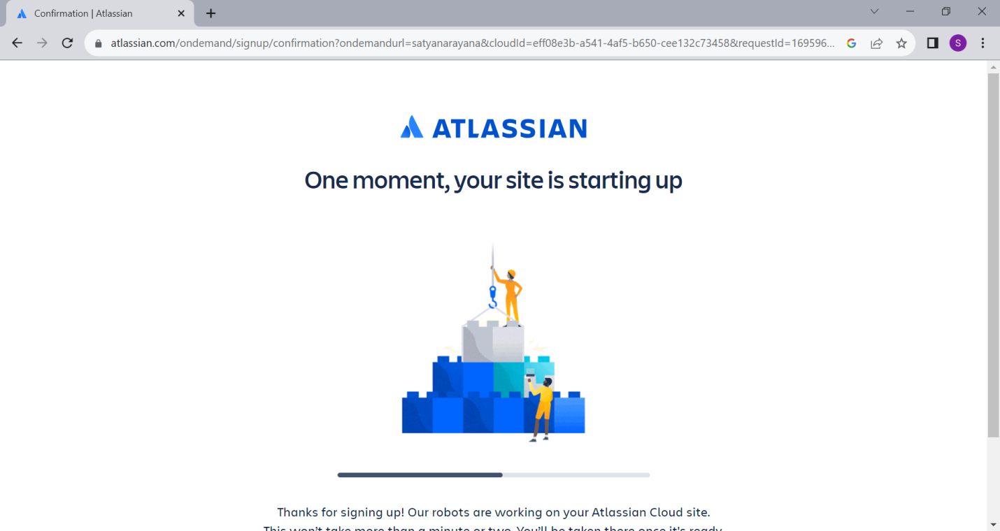 Confirmation | Atlassian
atlassian.com/ondemand/signup/confirmation?ondemandurl=satyanarayana&cloudId=eff08e3b-a541-4af5-b650-cee132c73458&requestId=169596...
S
ATLASSIAN
One moment, your site is starting up
Thanks for signing up! Our robots are working on your Atlassian Cloud site.
This won't take more than a minute or two. You'll be taken there once it's ready.